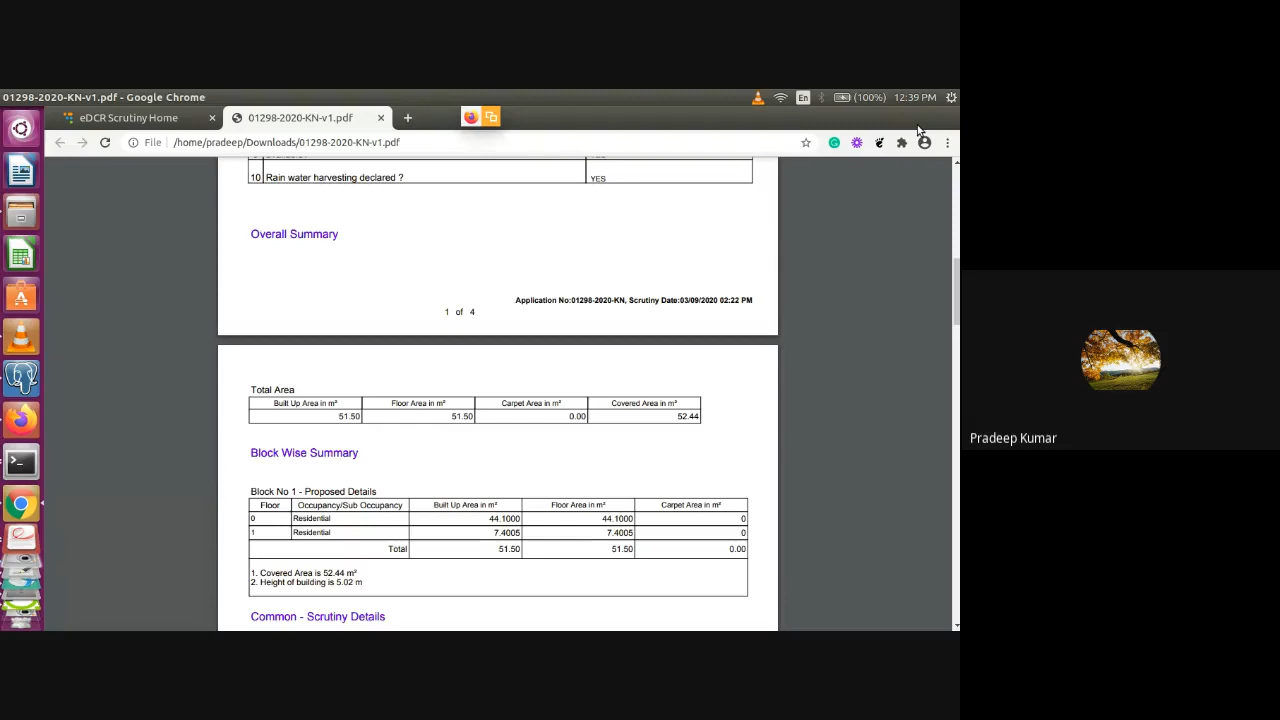 01298-2020-KN-v1.pdf - Google Chrome
En
(100%)
12:39 PM
eDCR Scrutiny Home
01298-2020-KN-v1.pdf
File
/home/pradeep/Downloads/01298-2020-KN-v1.pdf
10 Rain water harvesting declared ? YES
Overall Summary
Application No:01298-2020-KN, Scrutiny Date:03/09/2020 02:22 PM
1 of 4
Total Area
Built Up Area in m² Floor Area in m² Carpet Area in m² Covered Area in m²
51.50 51.50 0.00 52.44
Block Wise Summary
Block No 1 - Proposed Details
Floor Occupancy/Sub Occupancy Built Up Area in m² Floor Area in m² Carpet Area in m²
0 Residential 44.1000 44.1000 0
1 Residential 7.4005 7.4005 0
Total 51.50 51.50 0.00
1. Covered Area is 52.44 m²
2. Height of building is 5.02 m
Common - Scrutiny Details
Pradeep Kumar